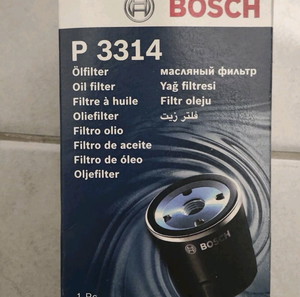 BOSCH
P 3314
Ölfilter
Oil filter
Filtre à huile
Oliefilter
Filtro olio
Filtro de aceite
Filtro de óleo
Oljefilter
масляный фильтр
Yağ filtresi
Filtr oleju
فلتر زيت
BOSCH